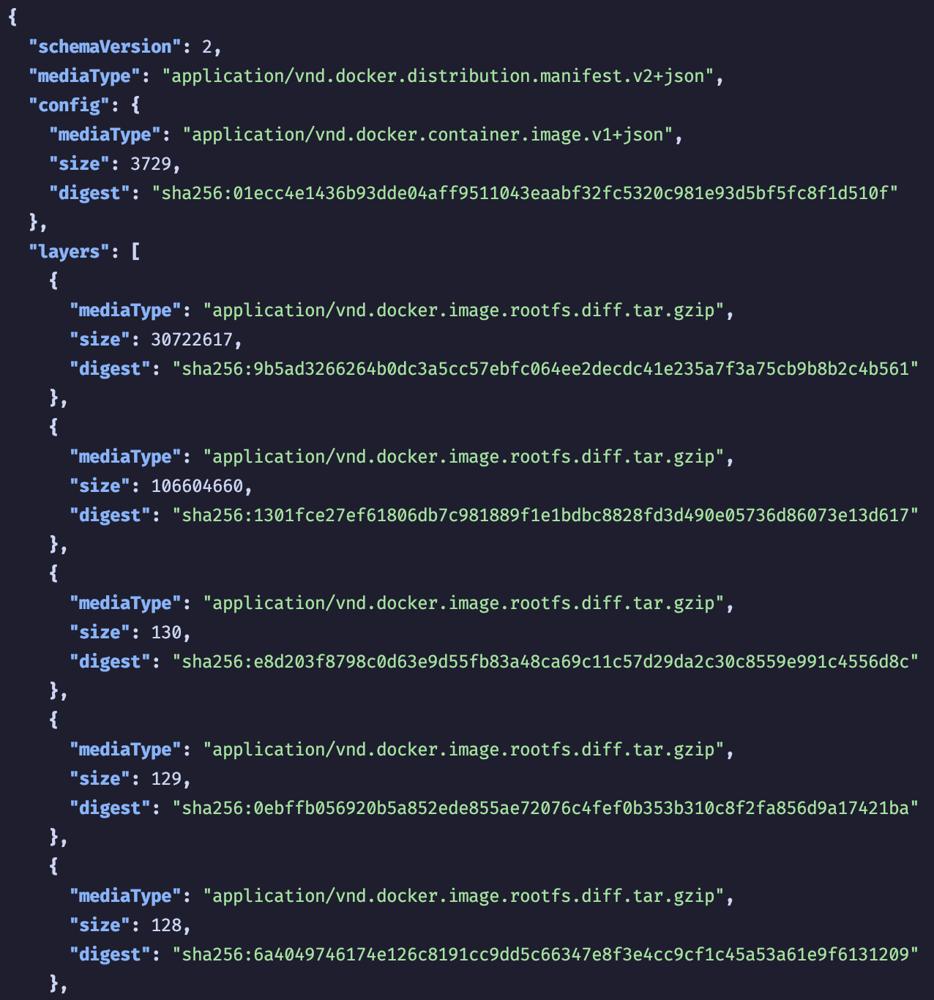 {
  "schemaVersion": 2,
  "mediaType": "application/vnd.docker.distribution.manifest.v2+json",
  "config": {
    "mediaType": "application/vnd.docker.container.image.v1+json",
    "size": 3729,
    "digest": "sha256:01ecc4e1436b93dde04aff9511043eaabf32fc5320c981e93d5bf5fc8f1d510f"
  },
  "layers": [
    {
      "mediaType": "application/vnd.docker.image.rootfs.diff.tar.gzip",
      "size": 30722617,
      "digest": "sha256:9b5ad3266264b0dc3a5cc57ebfc064ee2decdc41e235a7f3a75cb9b8b2c4b561"
    },
    {
      "mediaType": "application/vnd.docker.image.rootfs.diff.tar.gzip",
      "size": 106604660,
      "digest": "sha256:1301fce27ef61806db7c981889f1e1bdbc8828fd3d490e05736d86073e13d617"
    },
    {
      "mediaType": "application/vnd.docker.image.rootfs.diff.tar.gzip",
      "size": 130,
      "digest": "sha256:e8d203f8798c0d63e9d55fb83a48ca69c11c57d29da2c30c8559e991c4556d8c"
    },
    {
      "mediaType": "application/vnd.docker.image.rootfs.diff.tar.gzip",
      "size": 129,
      "digest": "sha256:0ebffb056920b5a852ede855ae72076c4fef0b353b310c8f2fa856d9a17421ba"
    },
    {
      "mediaType": "application/vnd.docker.image.rootfs.diff.tar.gzip",
      "size": 128,
      "digest": "sha256:6a4049746174e126c8191cc9dd5c66347e8f3e4cc9cf1c45a53a61e9f6131209"
    },